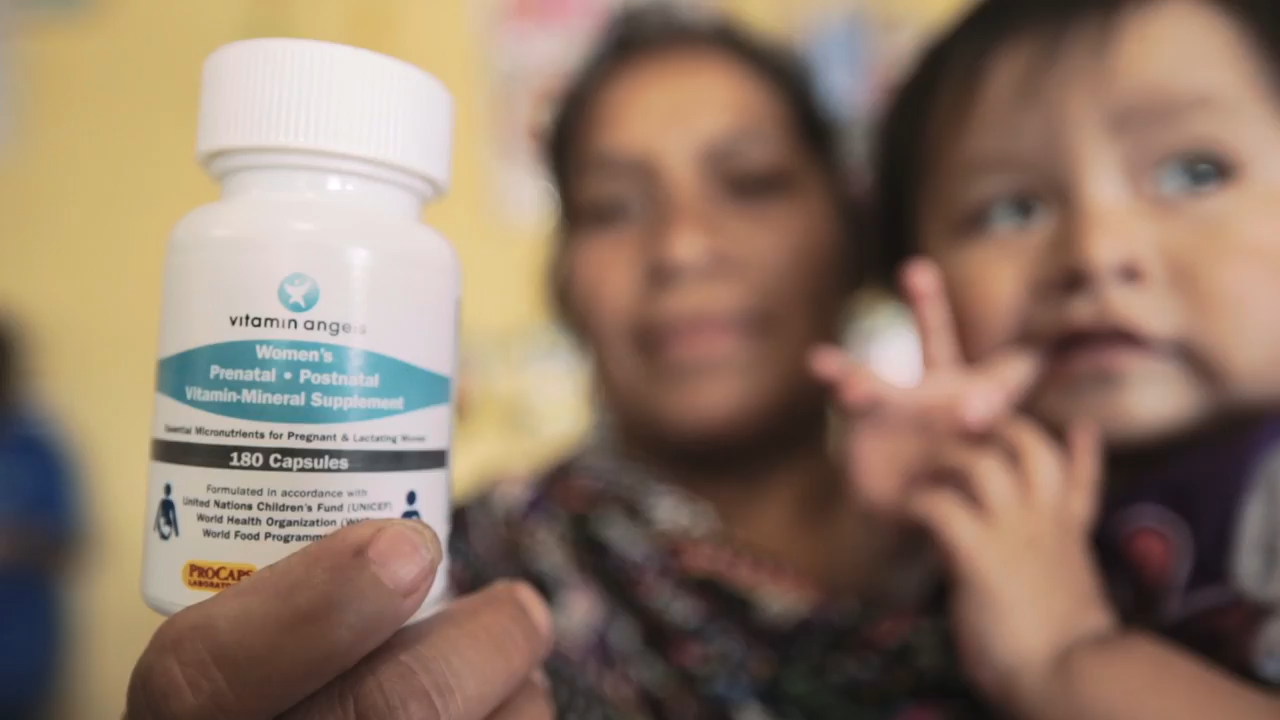 vitamin angels
Women's
Prenatal • Postnatal
Vitamin-Mineral Supplement
Essential Micronutrients for Pregnant & Lactating Women
180 Capsules
Formulated in accordance with
United Nations Children's Fund (UNICEF)
World Health Organization
World Food Programme
PROCAPS